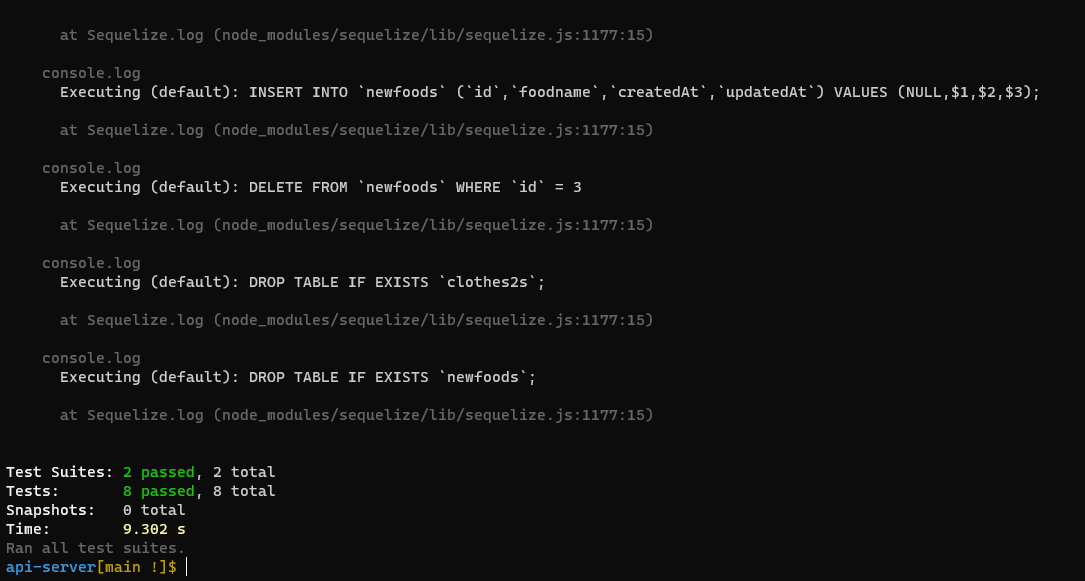 at Sequelize.log (node_modules/sequelize/lib/sequelize.js:1177:15)
console.log
Executing (default): INSERT INTO `newfoods` (`id`,`foodname`,`createdAt`,`updatedAt`) VALUES (NULL,$1,$2,$3);
at Sequelize.log (node_modules/sequelize/lib/sequelize.js:1177:15)
console.log
Executing (default): DELETE FROM `newfoods` WHERE `id` = 3
at Sequelize.log (node_modules/sequelize/lib/sequelize.js:1177:15)
console.log
Executing (default): DROP TABLE IF EXISTS `clothes2s`;
at Sequelize.log (node_modules/sequelize/lib/sequelize.js:1177:15)
console.log
Executing (default): DROP TABLE IF EXISTS `newfoods`;
at Sequelize.log (node_modules/sequelize/lib/sequelize.js:1177:15)
Test Suites: 2 passed, 2 total
Tests: 8 passed, 8 total
Snapshots: 0 total
Time: 9.302 s
Ran all test suites.
api-server[main !]$